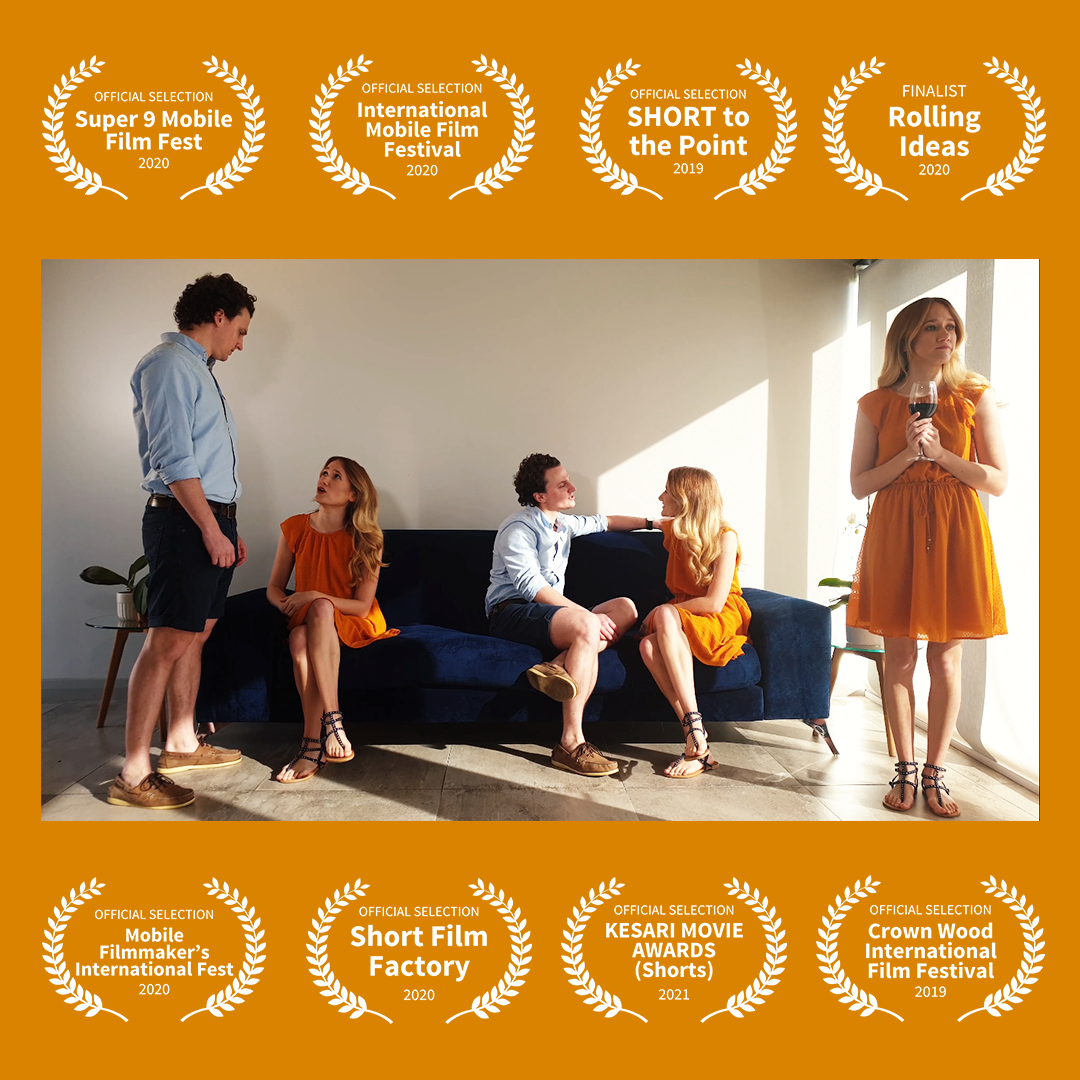 OFFICIAL SELECTION
Super 9 Mobile
Film Fest
2020
OFFICIAL SELECTION
International
Mobile Film
Festival
2020
OFFICIAL SELECTION
SHORT to
the Point
2019
FINALIST
Rolling
Ideas
2020
OFFICIAL SELECTION
Mobile
Filmmaker's
International Fest
2020
OFFICIAL SELECTION
Short Film
Factory
2020
OFFICIAL SELECTION
KESARI MOVIE
AWARDS
(Shorts)
2021
OFFICIAL SELECTION
Crown Wood
International
Film Festival
2019